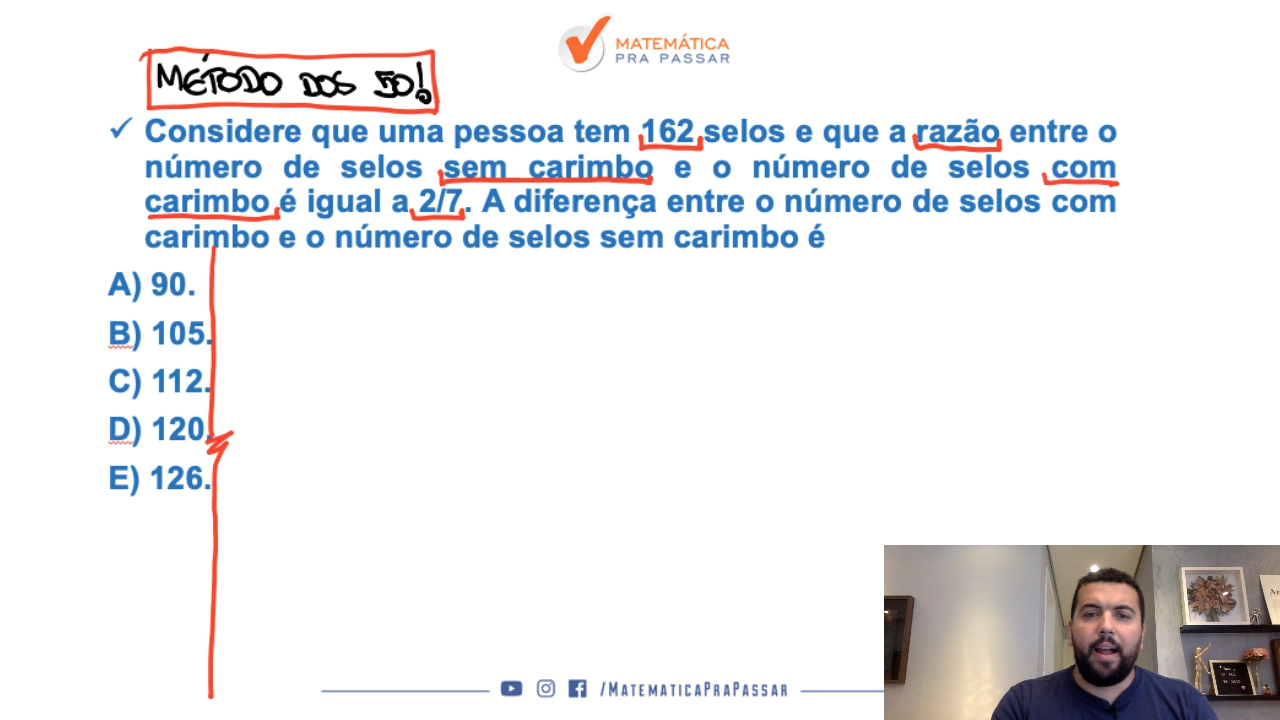 MATEMÁTICA
PRA PASSAR
MÉTODO DOS 50!
✓ Considere que uma pessoa tem 162 selos e que a razão entre o
número de selos sem carimbo e o número de selos com
carimbo é igual a 2/7. A diferença entre o número de selos com
carimbo e o número de selos sem carimbo é
A) 90.
B) 105.
C) 112.
D) 120.
E) 126.
/MATEMATICAPRAPASSAR